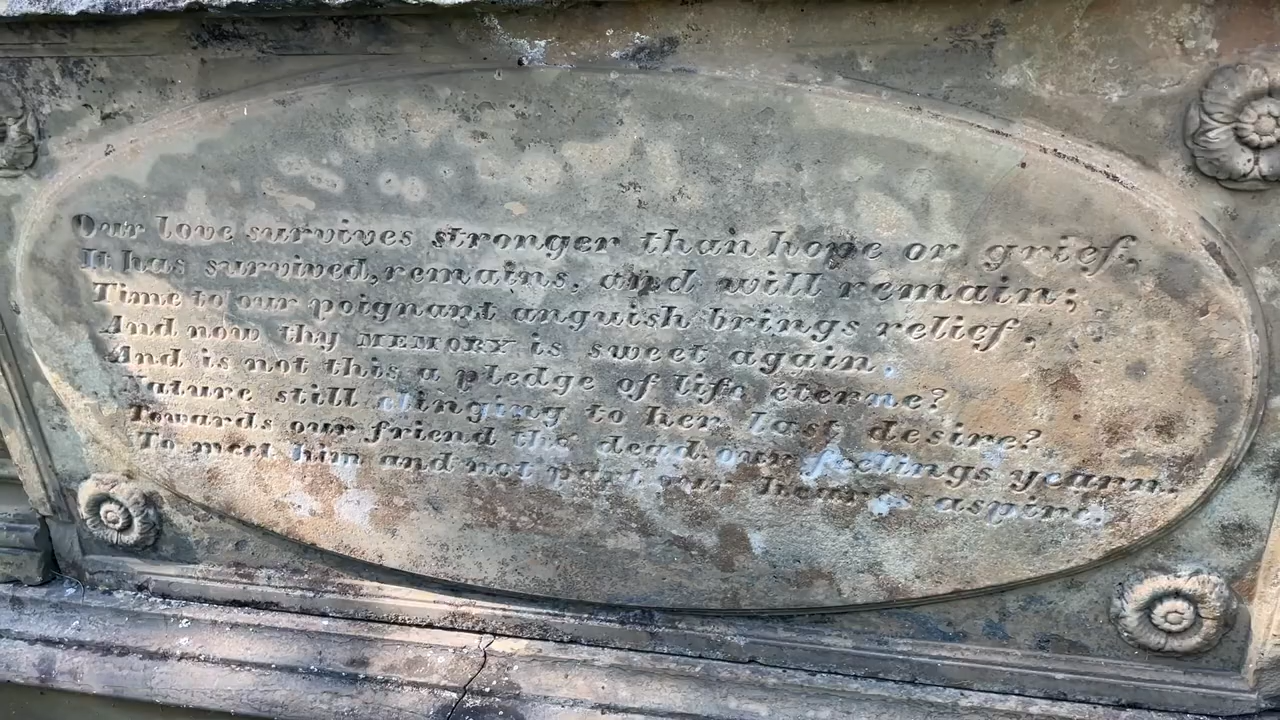 Our love survives stronger than hope or grief,
It has survived, remains, and will remain;
Time to our poignant anguish brings relief,
And now thy MEMORY is sweet again.
And is not this a pledge of life eterne?
Nature still clinging to her last desire?
Towards our friend the dead our feelings yearn.
To meet him and not part our hearts aspire.